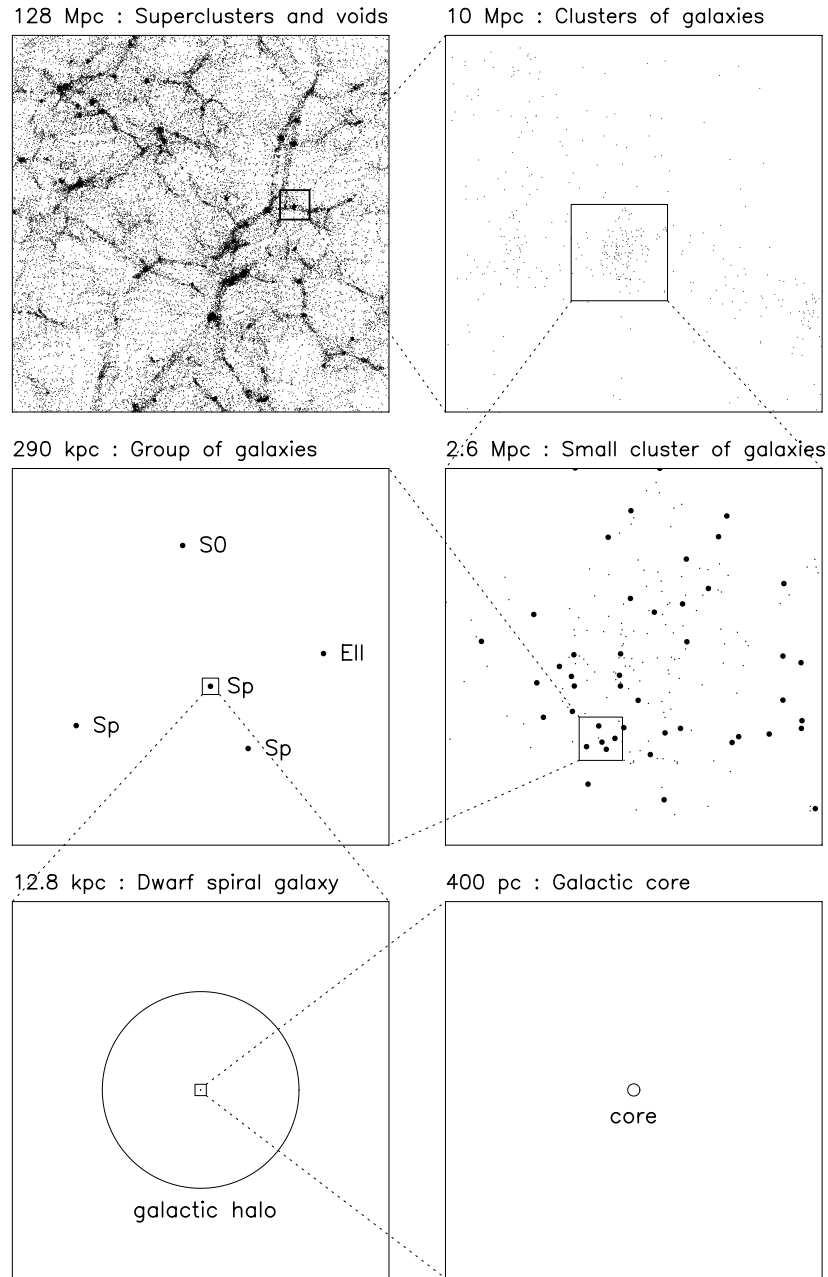 128 Mpc : Superclusters and voids
10 Mpc : Clusters of galaxies
290 kpc : Group of galaxies
2.6 Mpc : Small cluster of galaxies
S0
Ell
Sp
Sp
Sp
12.8 kpc : Dwarf spiral galaxy
400 pc : Galactic core
core
galactic halo